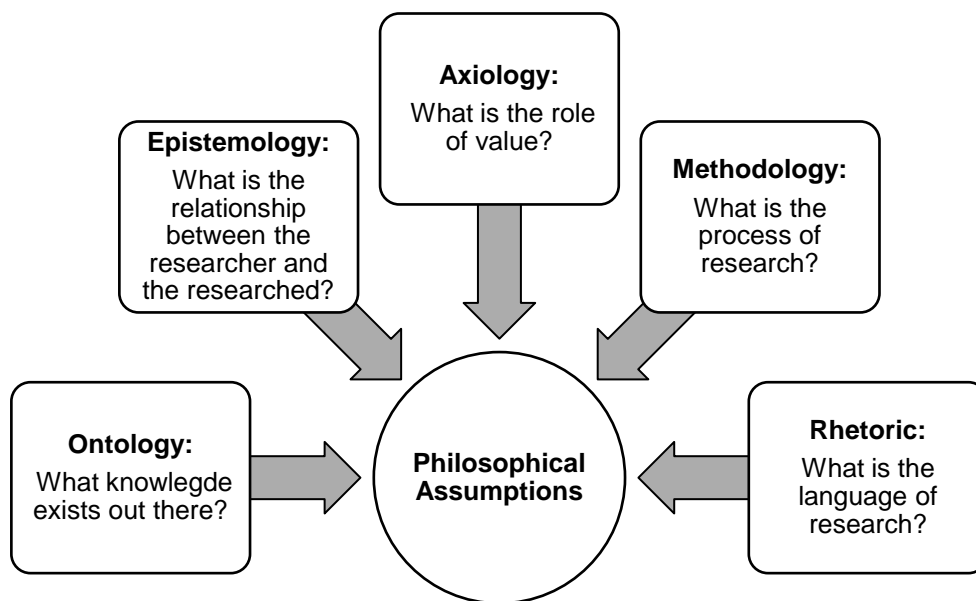 Axiology:
What is the role
of value?
Epistemology:
What is the
relationship
between the
researcher and
the researched?
Methodology:
What is the
process of
research?
Ontology:
What knowlegde
exists out there?
Philosophical
Assumptions
Rhetoric:
What is the
language of
research?